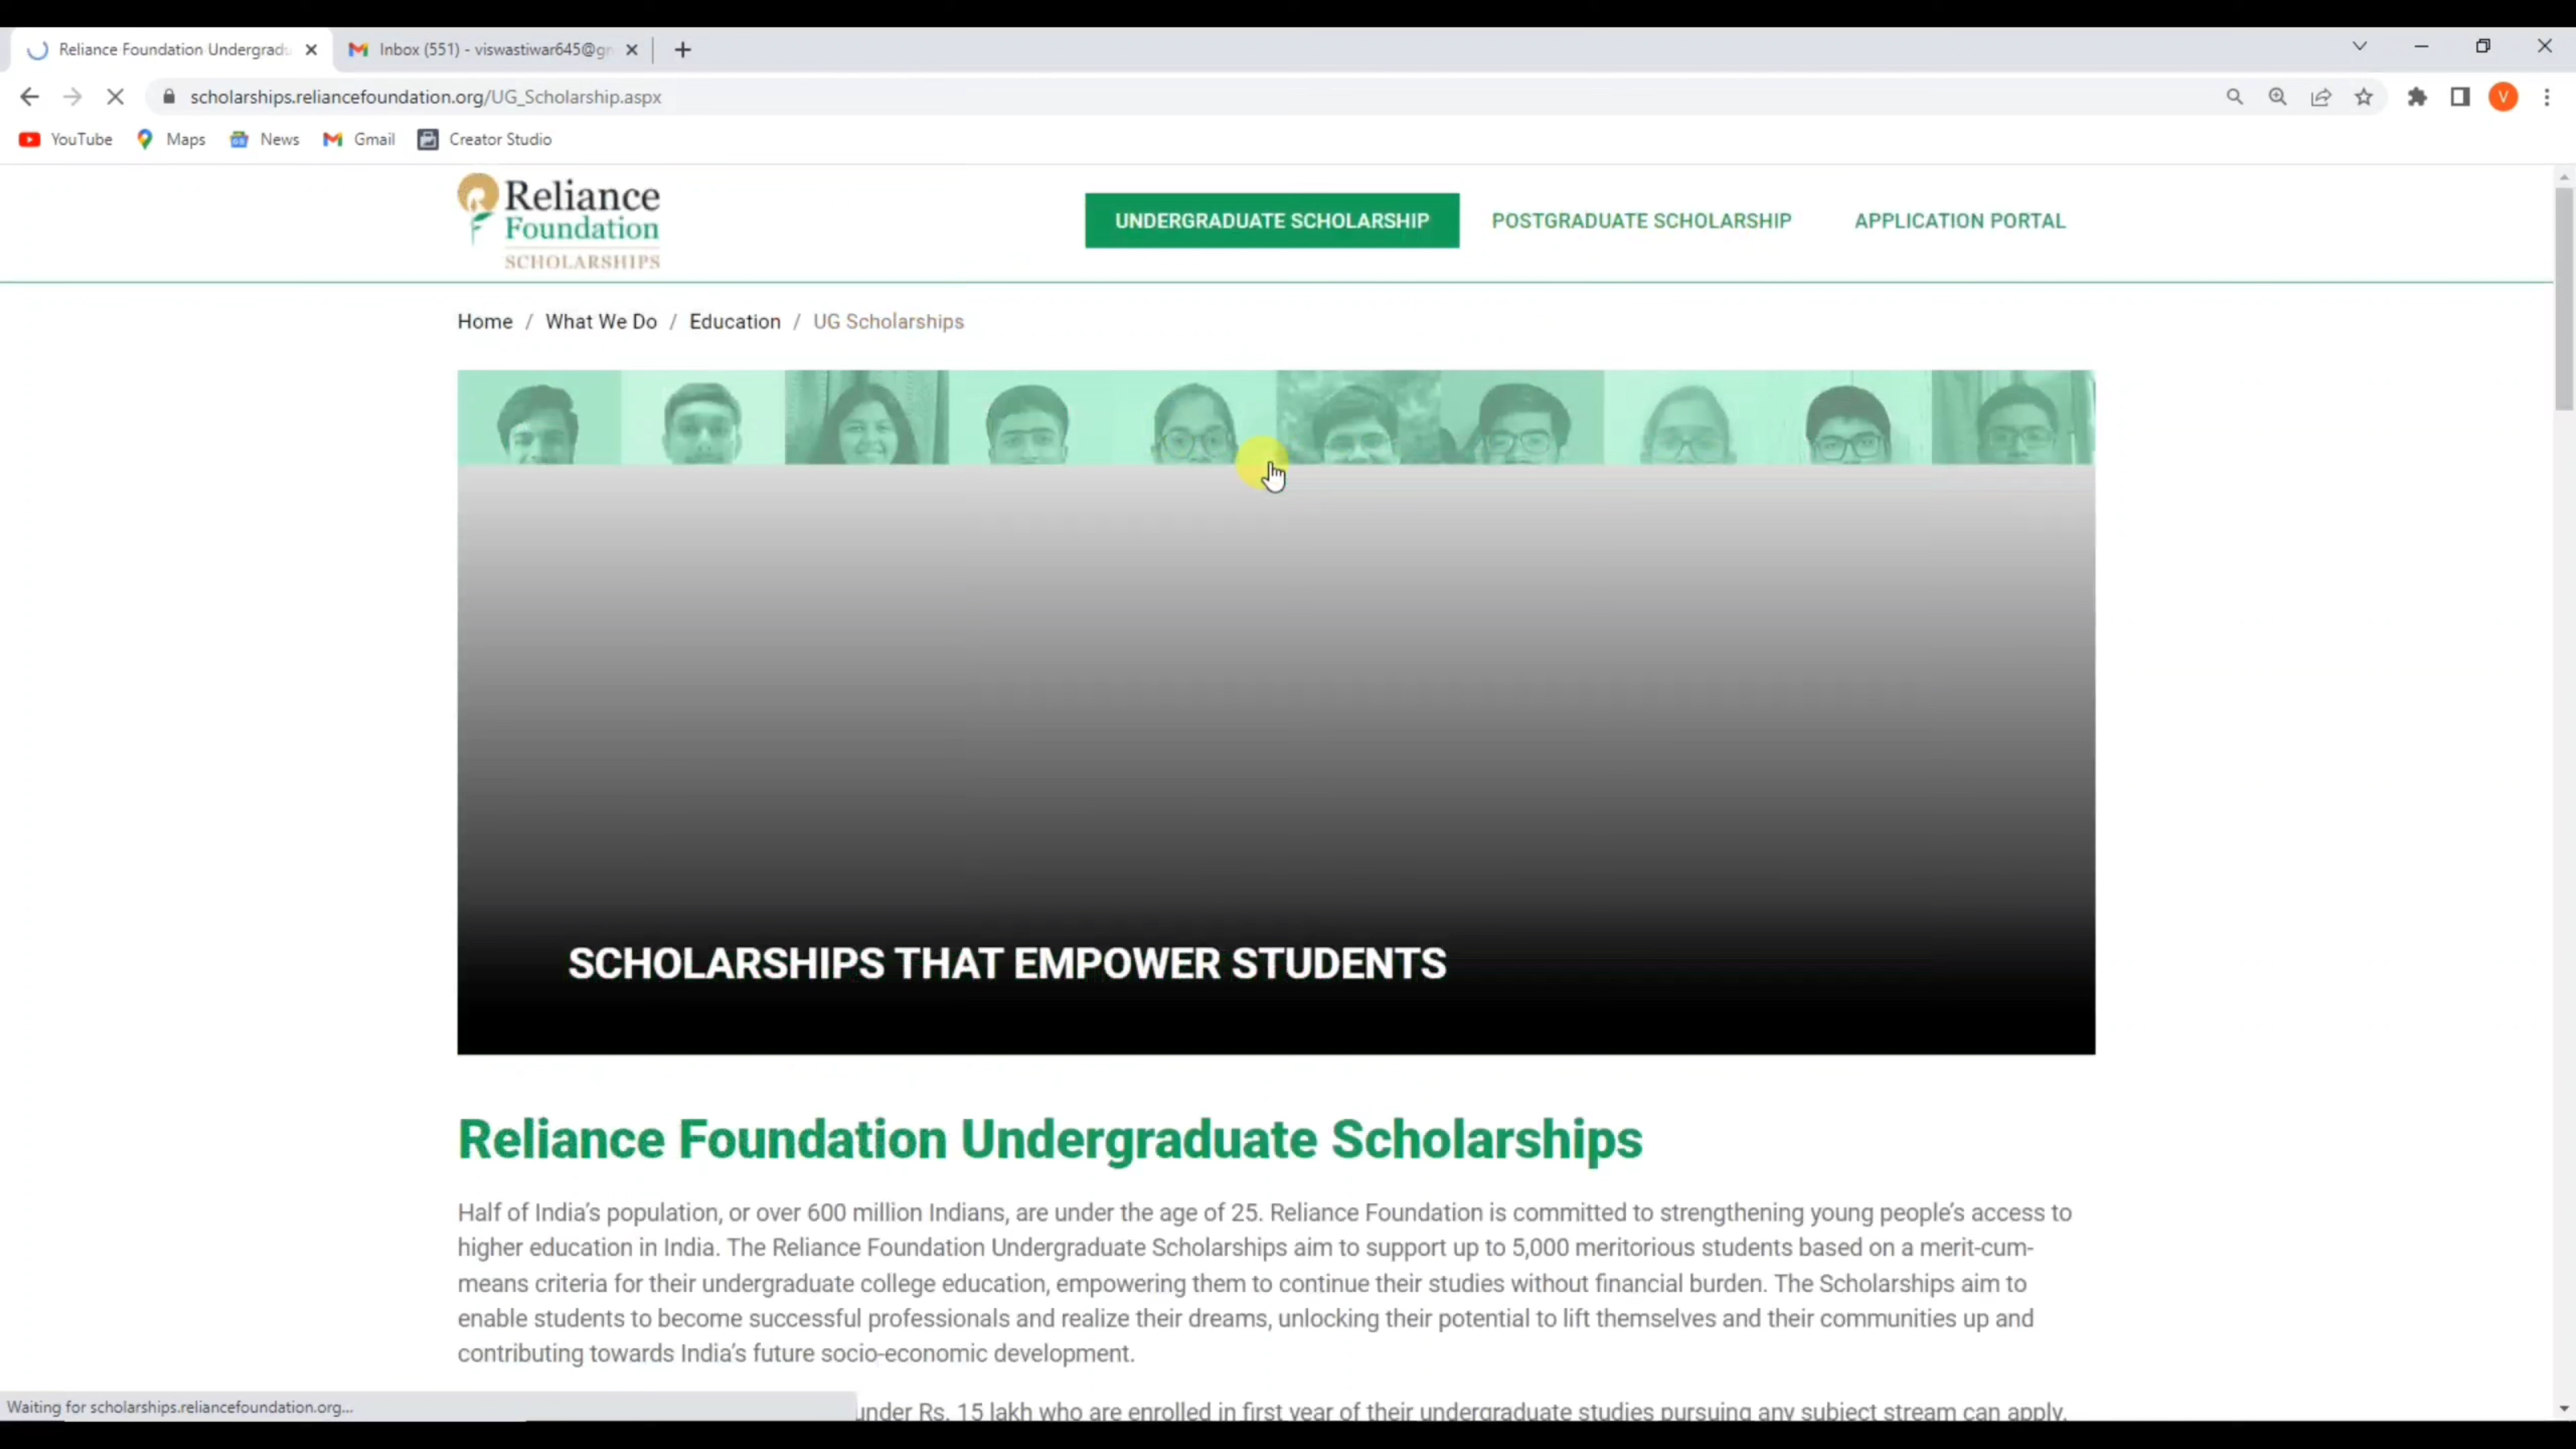 Reliance Foundation Undergradu
Inbox (551) - viswastiwar645@gm
scholarships.reliancefoundation.org/UG_Scholarship.aspx
V
YouTube
Maps
News
Gmail
Creator Studio
Reliance
Foundation
SCHOLARSHIPS
UNDERGRADUATE SCHOLARSHIP
POSTGRADUATE SCHOLARSHIP
APPLICATION PORTAL
Home / What We Do / Education / UG Scholarships
SCHOLARSHIPS THAT EMPOWER STUDENTS
Reliance Foundation Undergraduate Scholarships
Half of India's population, or over 600 million Indians, are under the age of 25. Reliance Foundation is committed to strengthening young people's access to
higher education in India. The Reliance Foundation Undergraduate Scholarships aim to support up to 5,000 meritorious students based on a merit-cum-
means criteria for their undergraduate college education, empowering them to continue their studies without financial burden. The Scholarships aim to
enable students to become successful professionals and realize their dreams, unlocking their potential to lift themselves and their communities up and
contributing towards India's future socio-economic development.
under Rs. 15 lakh who are enrolled in first year of their undergraduate studies pursuing any subject stream can apply.
Waiting for scholarships.reliancefoundation.org...